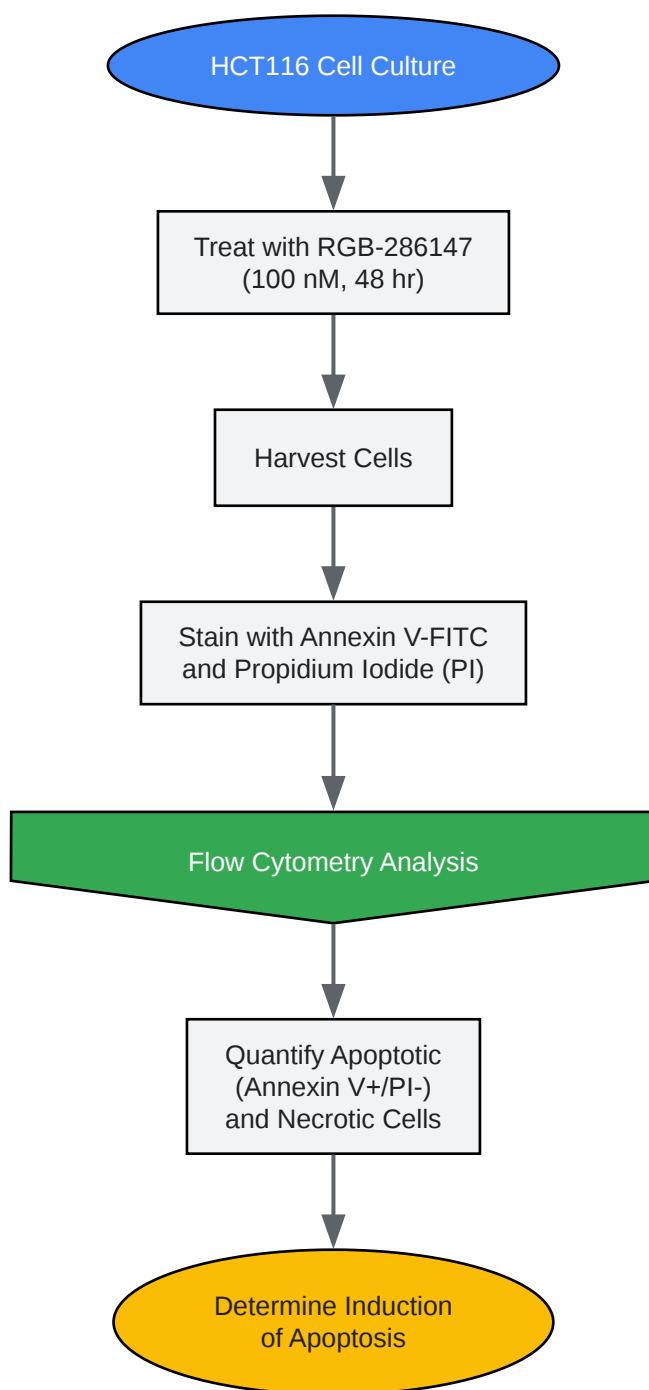 HCT116 Cell Culture
Treat with RGB-286147
(100 nM, 48 hr)
Harvest Cells
Stain with Annexin V-FITC
and Propidium Iodide (PI)
Flow Cytometry Analysis
Quantify Apoptotic
(Annexin V+/PI-)
and Necrotic Cells
Determine Induction
of Apoptosis